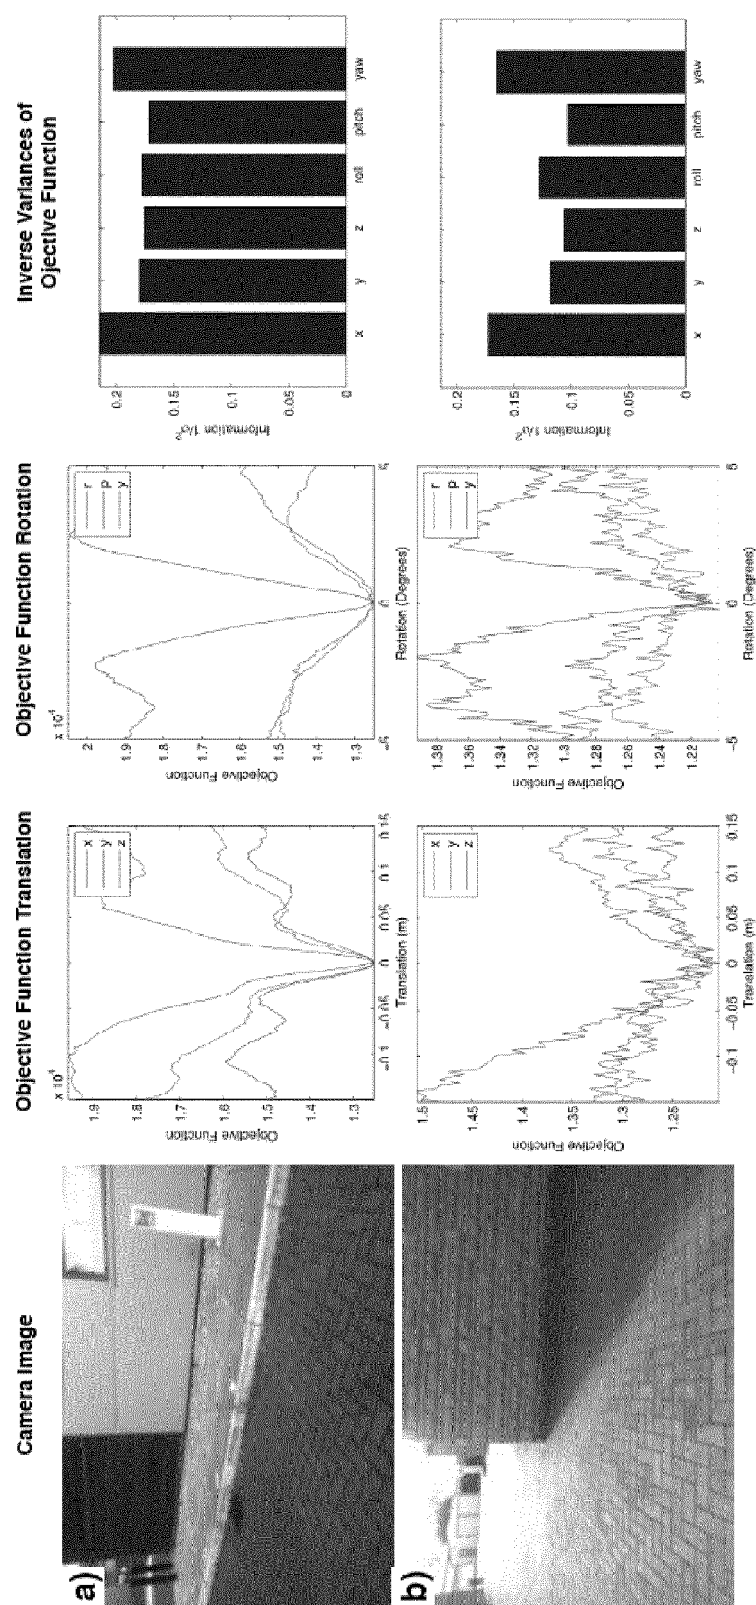 Camera Image
Objective Function Translation
Objective Function Rotation
Inverse Variances of
Ojective Function
a)
x 10⁴
1.9
1.8
1.7
1.6
1.5
1.4
1.3
Objective Function
-0.1
-0.05
0
0.05
0.1
0.15
Translation (m)
x
y
z
x 10⁴
2
1.9
1.8
1.7
1.6
1.5
1.4
1.3
Objective Function
-5
0
5
Rotation (Degrees)
r
p
y
0.2
0.15
0.1
0.05
0
Information 1/σ²
x
y
z
roll
pitch
yaw
b)
1.5
1.45
1.4
1.35
1.3
1.25
Objective Function
-0.1
-0.05
0
0.05
0.1
0.15
Translation (m)
x
y
z
1.38
1.36
1.34
1.32
1.3
1.28
1.26
1.24
1.22
Objective Function
-5
0
5
Rotation (Degrees)
r
p
y
0.2
0.15
0.1
0.05
0
Information 1/σ²
x
y
z
roll
pitch
yaw